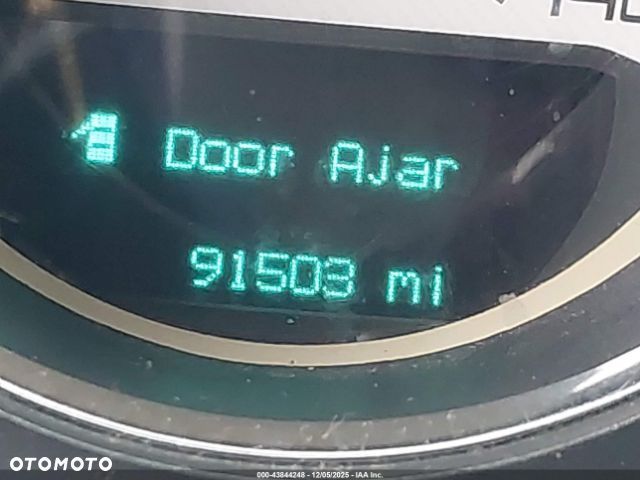 Door Ajar
91503 mi
OTOMOTO
000-43844248 - 12/05/2025 - IAA Inc.